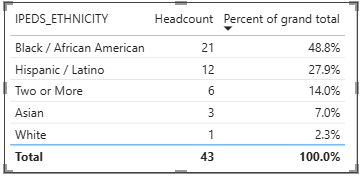 IPEDS_ETHNICITY Headcount Percent of grand total
Black / African American 21 48.8%
Hispanic / Latino 12 27.9%
Two or More 6 14.0%
Asian 3 7.0%
White 1 2.3%
Total 43 100.0%